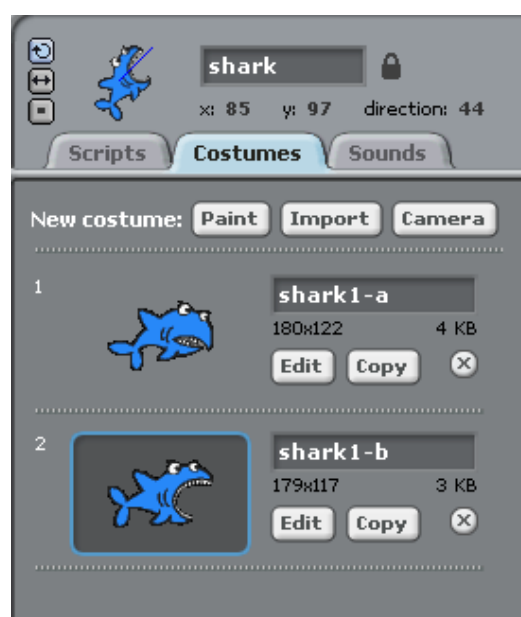 shark
x: 85 y: 97 direction: 44
Scripts Costumes Sounds
New costume: Paint Import Camera
1
shark1-a
180x122 4 KB
Edit Copy
2
shark1-b
179x117 3 KB
Edit Copy